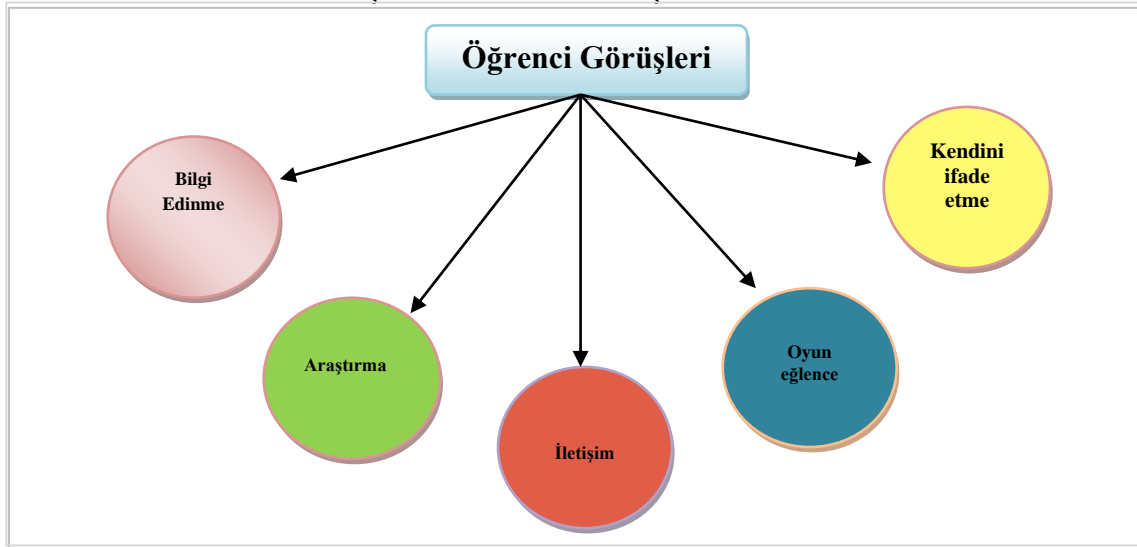 Öğrenci Görüşleri
Bilgi
Edinme
Araştırma
İletişim
Oyun
eğlence
Kendini
ifade
etme